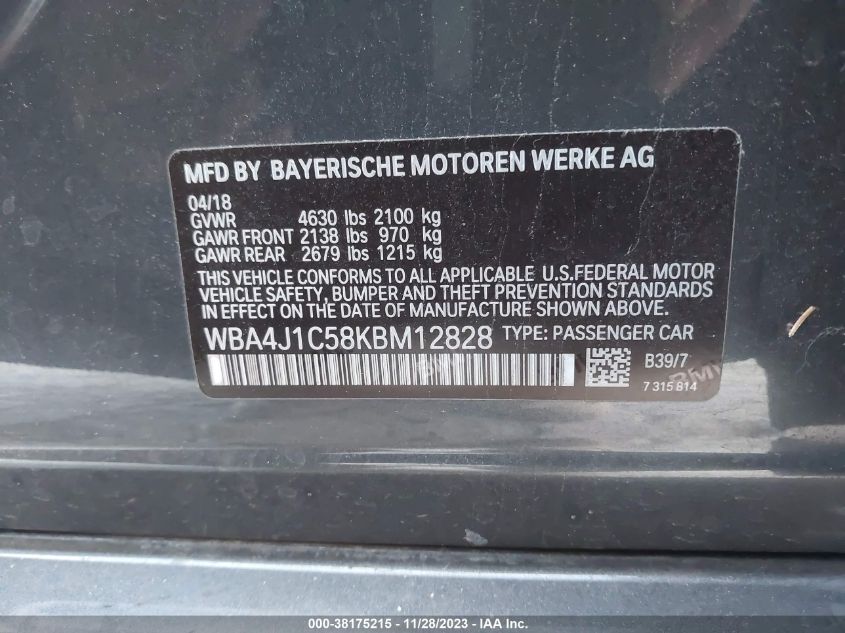 MFD BY BAYERISCHE MOTOREN WERKE AG
04/18
GVWR 4630 lbs 2100 kg
GAWR FRONT 2138 lbs 970 kg
GAWR REAR 2679 lbs 1215 kg
THIS VEHICLE CONFORMS TO ALL APPLICABLE U.S.FEDERAL MOTOR
VEHICLE SAFETY, BUMPER AND THEFT PREVENTION STANDARDS
IN EFFECT ON THE DATE OF MANUFACTURE SHOWN ABOVE.
WBA4J1C58KBM12828 TYPE: PASSENGER CAR
B39/7
BMW
7 315 814
000-38175215 - 11/28/2023 - 1D7RB1CT8BS539028